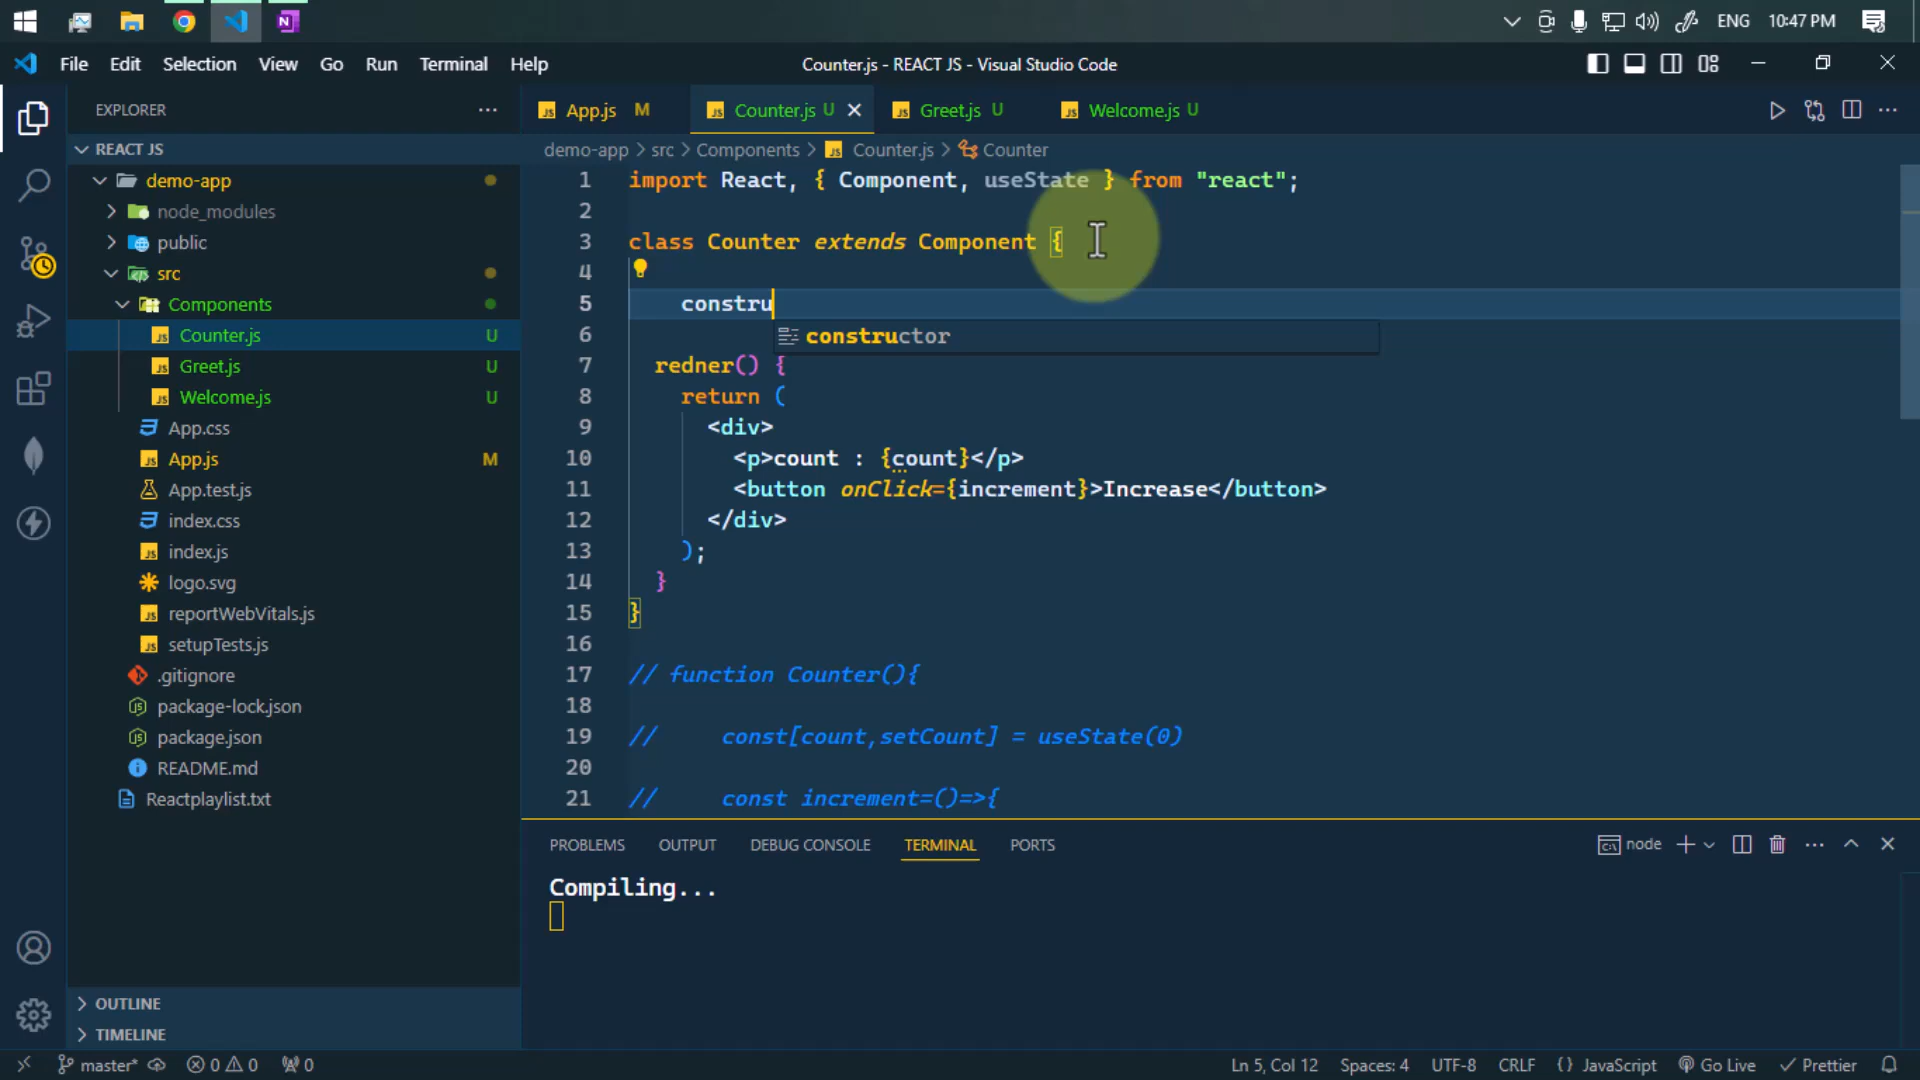 ENG 10:47 PM
File Edit Selection View Go Run Terminal Help
Counter.js - REACT JS - Visual Studio Code
EXPLORER
REACT JS
demo-app
node_modules
public
src
Components
Counter.js U
Greet.js U
Welcome.js U
App.css
App.js M
App.test.js
index.css
index.js
logo.svg
reportWebVitals.js
setupTests.js
.gitignore
package-lock.json
package.json
README.md
Reactplaylist.txt
OUTLINE
TIMELINE
App.js M Counter.js U Greet.js U Welcome.js U
demo-app > src > Components > Counter.js > Counter
1 import React, { Component, useState } from "react";
2
3 class Counter extends Component {
4
5 constru
constructor
6
7 redner() {
8 return (
9 <div>
10 <p>count : {count}</p>
11 <button onClick={increment}>Increase</button>
12 </div>
13 );
14 }
15 }
16
17 // function Counter(){
18
19 // const[count,setCount] = useState(0)
20
21 // const increment=()=>{
PROBLEMS OUTPUT DEBUG CONSOLE TERMINAL PORTS
node
Compiling...
master* 0 0 0
Ln 5, Col 12 Spaces: 4 UTF-8 CRLF {} JavaScript Go Live Prettier